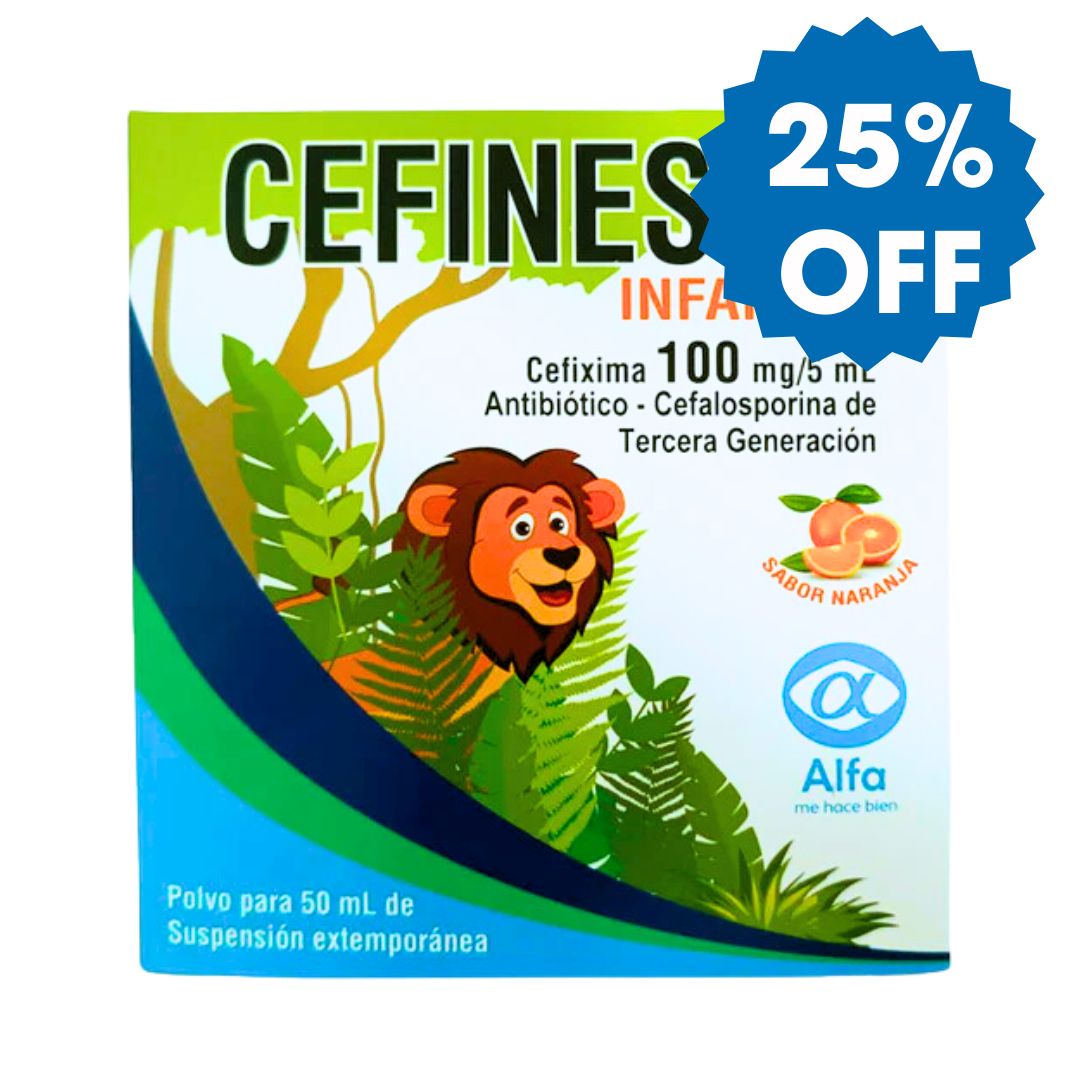 25%
OFF
CEFINES
Cefixima 100 mg/5 mL
Antibiótico - Cefalosporina de
Tercera Generación
SABOR NARANJA
α
Alfa
me hace bien
Polvo para 50 mL de
Suspensión extemporánea